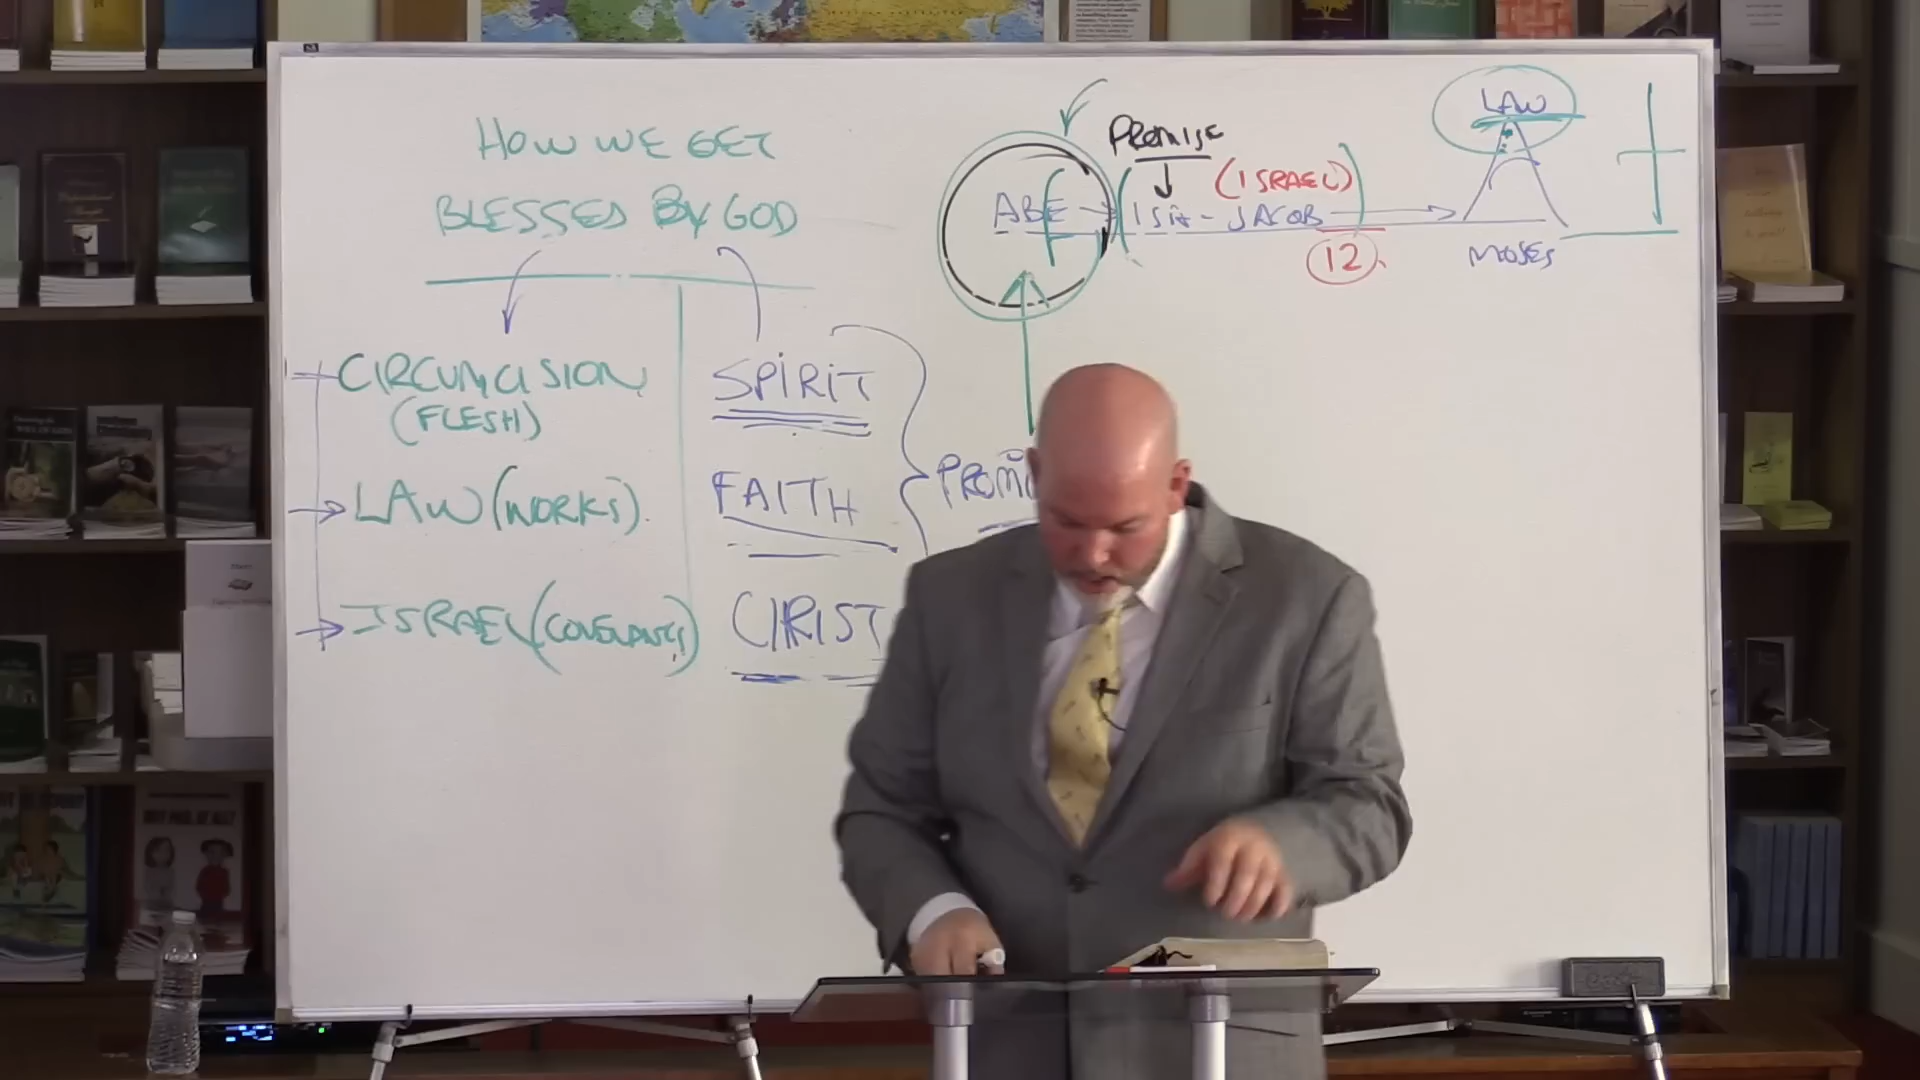 HOW WE GET
BLESSED BY GOD
CIRCUMCISION
(FLESH)
LAW (WORKS).
ISRAEL (COVENANTS)
SPIRIT
FAITH
CHRIST
PROMISE
(ISRAEL)
ABE
ISA - JACOB
12
LAW
MOSES